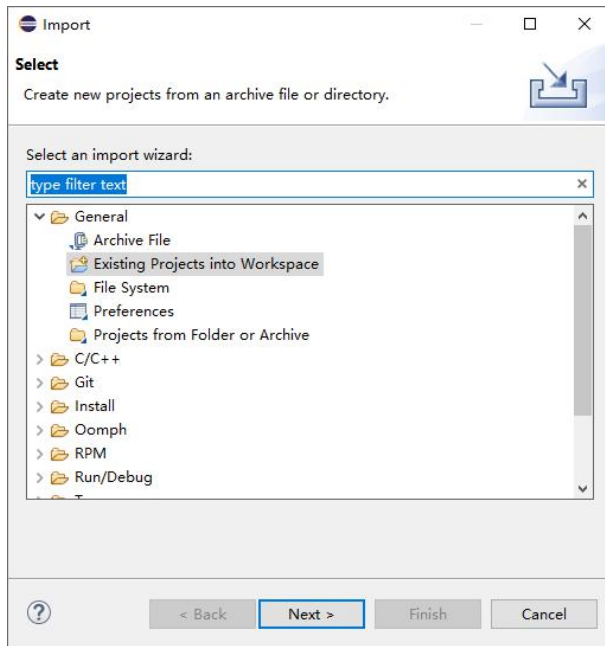 Import
Select
Create new projects from an archive file or directory.
Select an import wizard:
type filter text
General
Archive File
Existing Projects into Workspace
File System
Preferences
Projects from Folder or Archive
C/C++
Git
Install
Oomph
RPM
Run/Debug
< Back Next > Finish Cancel